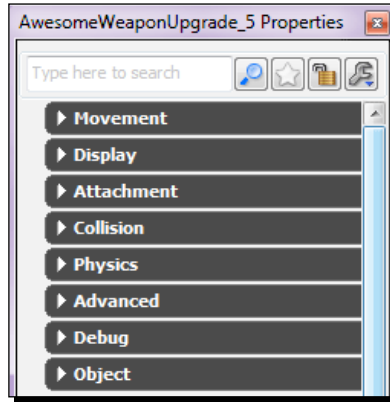 AwesomeWeaponUpgrade_5 Properties
Type here to search
Movement
Display
Attachment
Collision
Physics
Advanced
Debug
Object